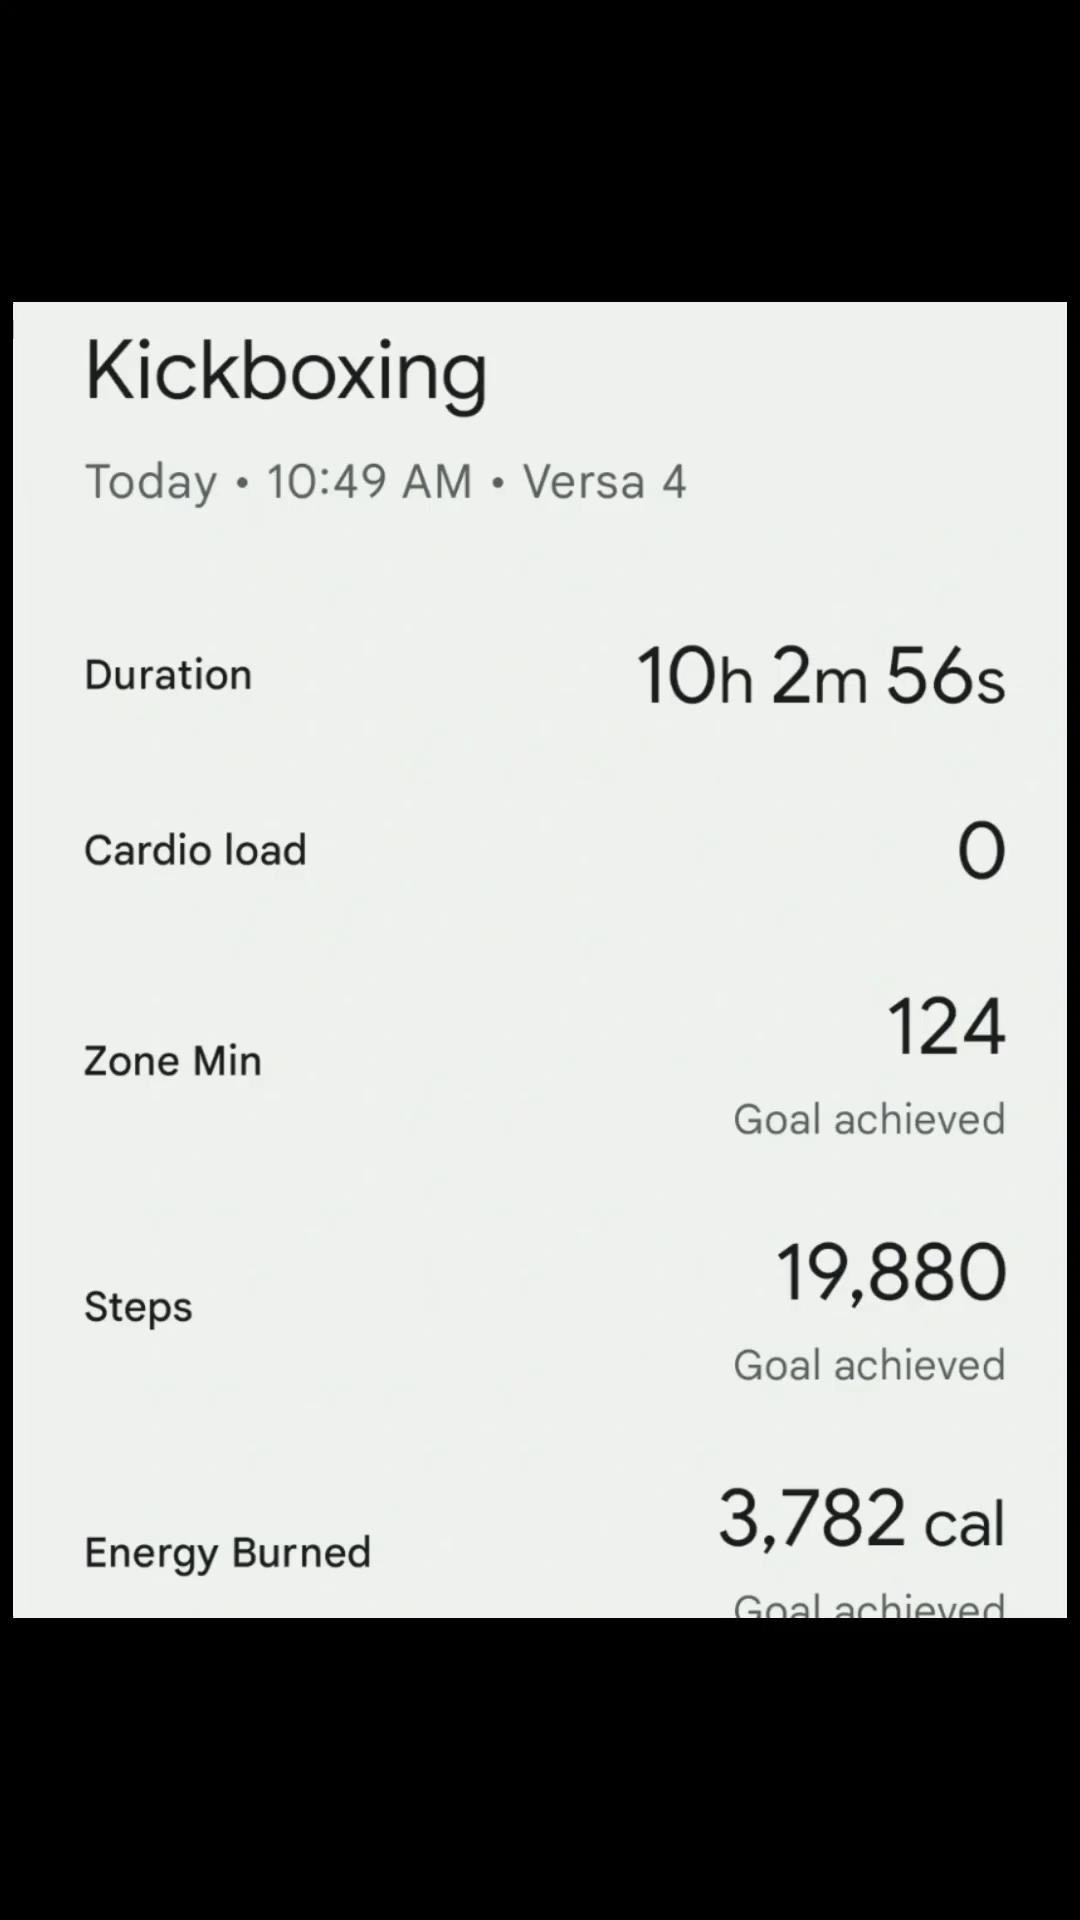 Kickboxing
Today • 10:49 AM • Versa 4
Duration 10h 2m 56s
Cardio load 0
Zone Min 124
Goal achieved
Steps 19,880
Goal achieved
Energy Burned 3,782 cal
Goal achieved